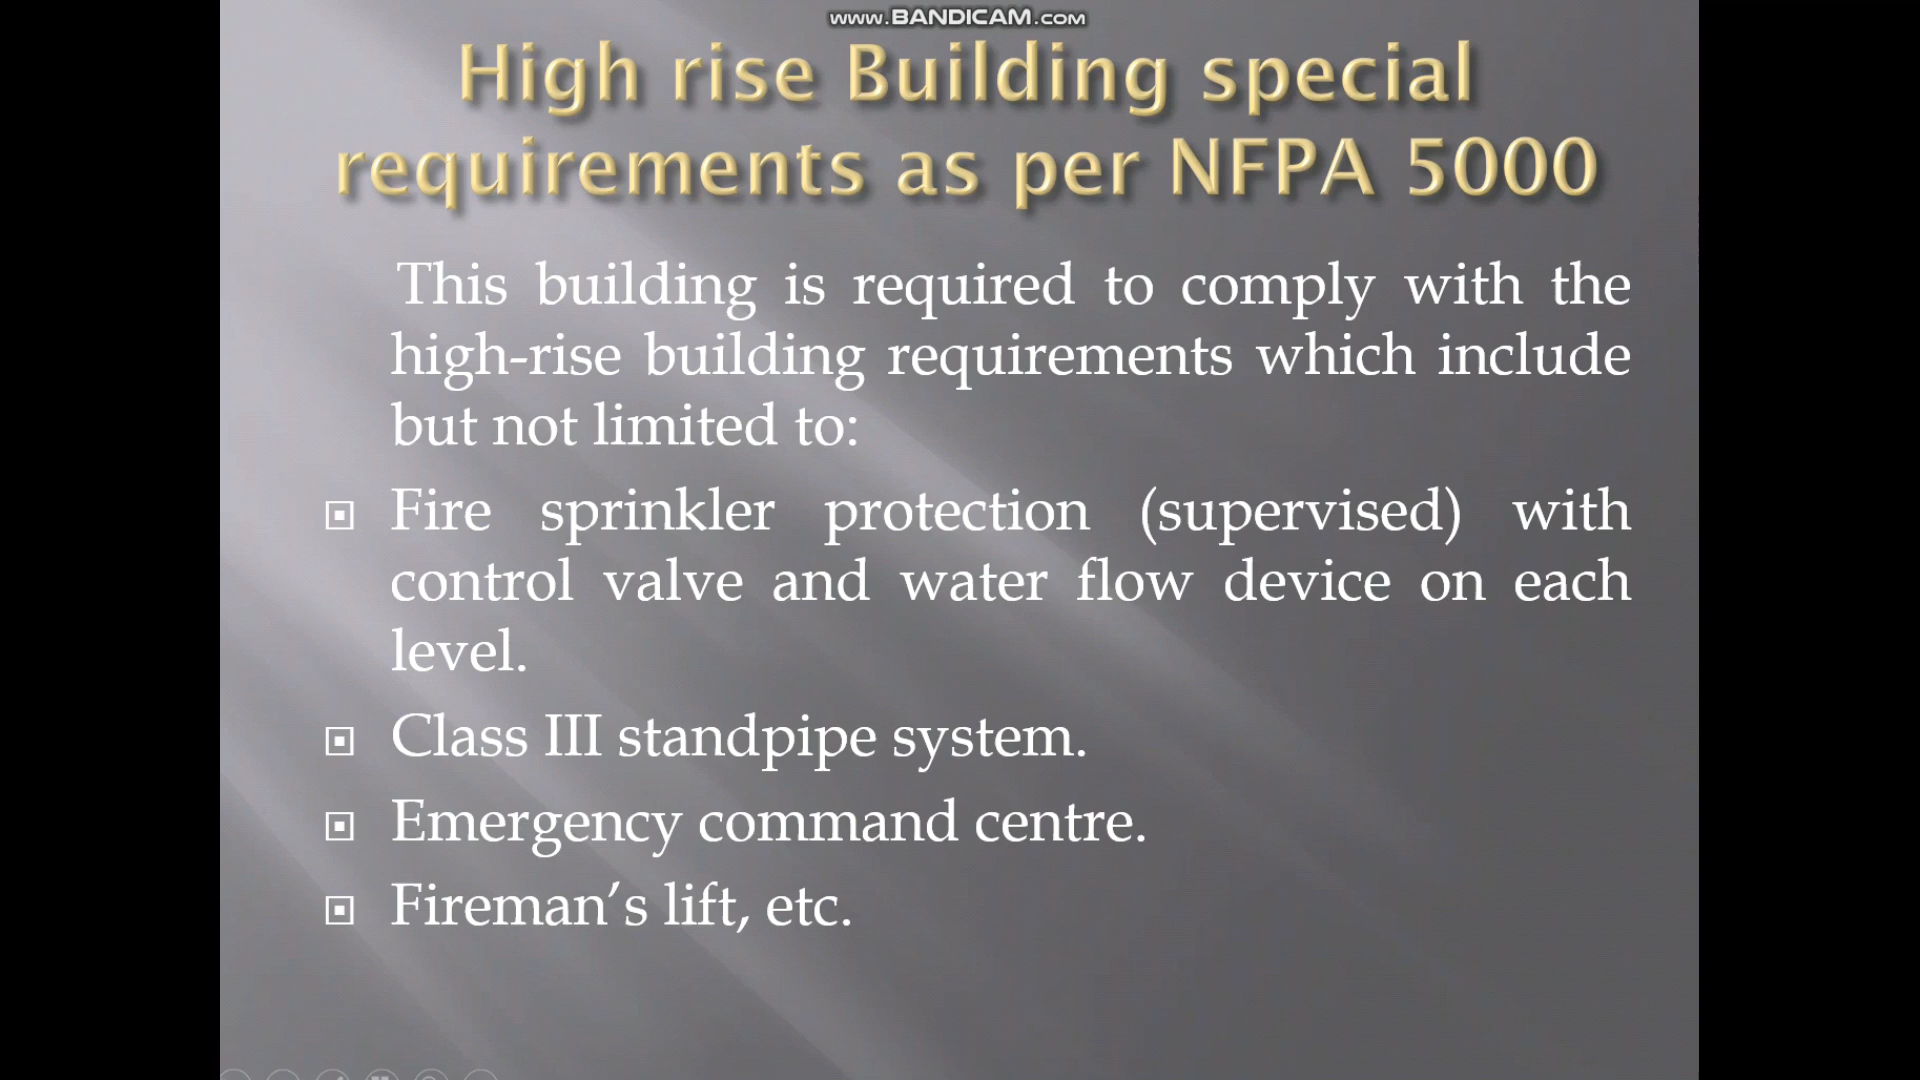 www.BANDICAM.com
High rise Building special
requirements as per NFPA 5000
This building is required to comply with the
high-rise building requirements which include
but not limited to:
Fire sprinkler protection (supervised) with
control valve and water flow device on each
level.
Class III standpipe system.
Emergency command centre.
Fireman’s lift, etc.